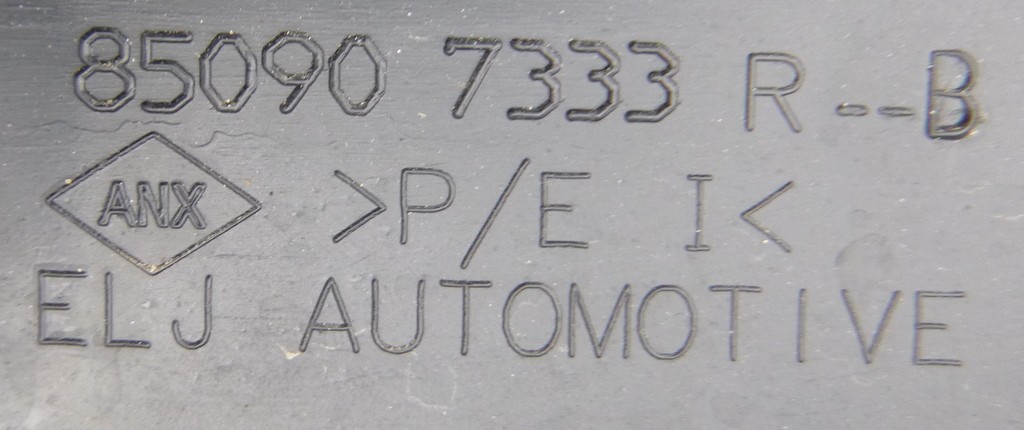 85090 7333 R --B
ANX >P/E I<
ELJ AUTOMOTIVE